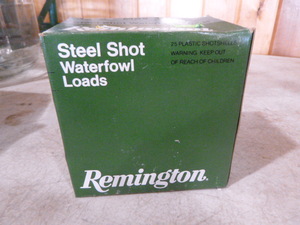 Steel Shot
Waterfowl
Loads
25 PLASTIC SHOTSHELLS
WARNING: KEEP OUT
OF REACH OF CHILDREN
Remington